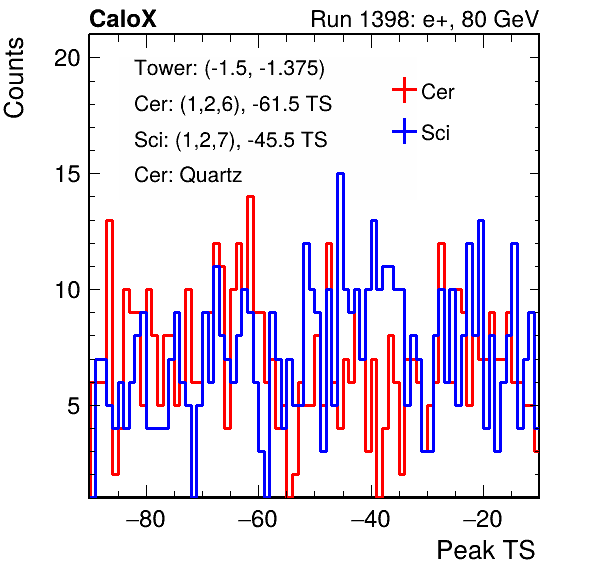 CaloX Run 1398: e+, 80 GeV
Counts
20
15
10
5
Tower: (-1.5, -1.375)
Cer: (1,2,6), -61.5 TS
Sci: (1,2,7), -45.5 TS
Cer: Quartz
Cer
Sci
−80 −60 −40 −20
Peak TS